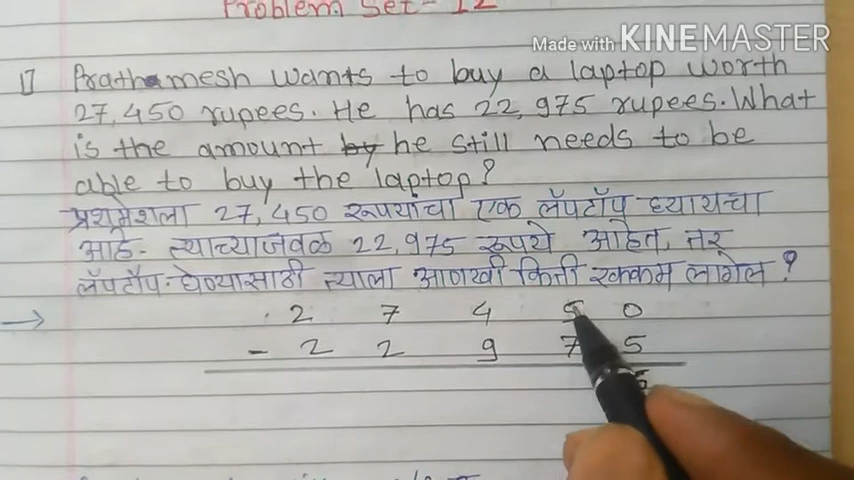 Problem Set-12
Made with KINEMASTER
1] Prathamesh wants to buy a laptop worth
27,450 rupees. He has 22,975 rupees. What
is the amount by he still needs to be
able to buy the laptop?
प्रथमेशला 27,450 रूपयांचा एक लॅपटॉप घ्यायचा
आहे. त्याच्याजवळ 22,975 रूपये आहेत, तर
लॅपटॉप घेण्यासाठी त्याला आणखी किती रक्कम लागेल ?
→ 2 7 4 5 0
- 2 2 9 7 5
5